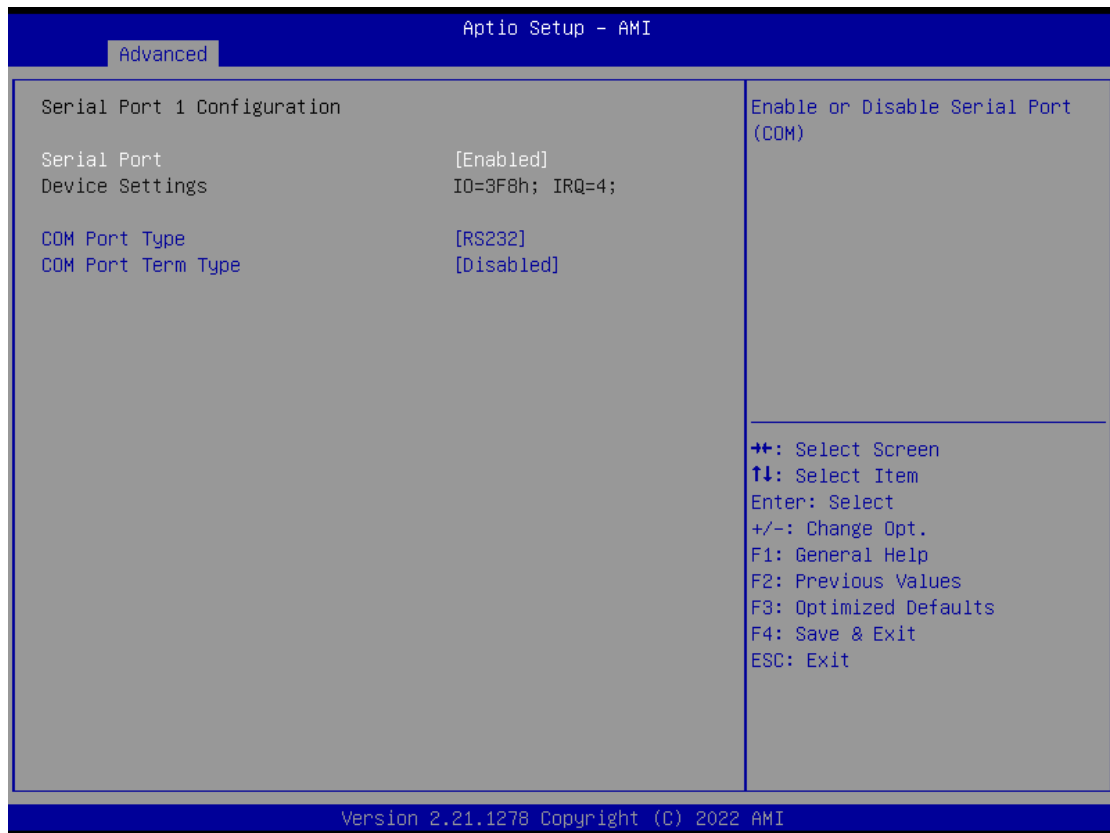 Aptio Setup – AMI
Advanced
Serial Port 1 Configuration
Serial Port [Enabled]
Device Settings IO=3F8h; IRQ=4;
COM Port Type [RS232]
COM Port Term Type [Disabled]
Enable or Disable Serial Port
(COM)
→←: Select Screen
↑↓: Select Item
Enter: Select
+/-: Change Opt.
F1: General Help
F2: Previous Values
F3: Optimized Defaults
F4: Save & Exit
ESC: Exit
Version 2.21.1278 Copyright (C) 2022 AMI